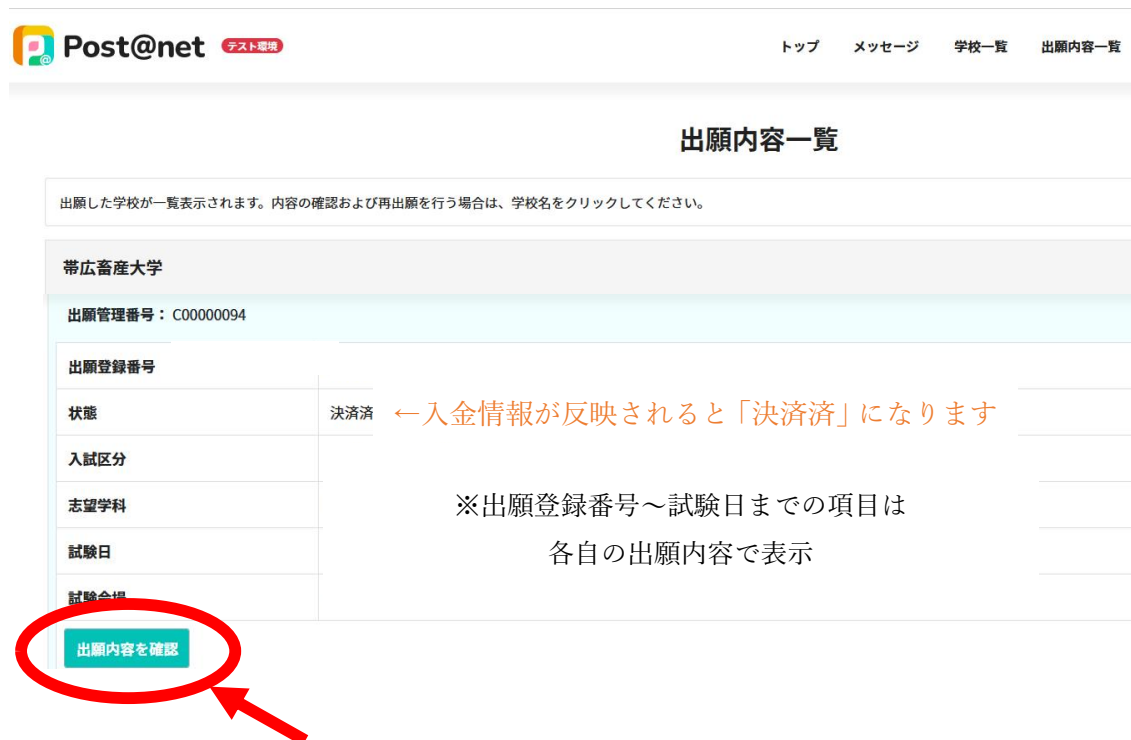 Post@net テスト環境
トップ メッセージ 学校一覧 出願内容一覧
出願内容一覧
出願した学校が一覧表示されます。内容の確認および再出願を行う場合は、学校名をクリックしてください。
帯広畜産大学
出願管理番号： C00000094
出願登録番号
状態 決済済 ←入金情報が反映されると「決済済」になります
入試区分
志望学科
※出願登録番号～試験日までの項目は
試験日
各自の出願内容で表示
試験会場
出願内容を確認